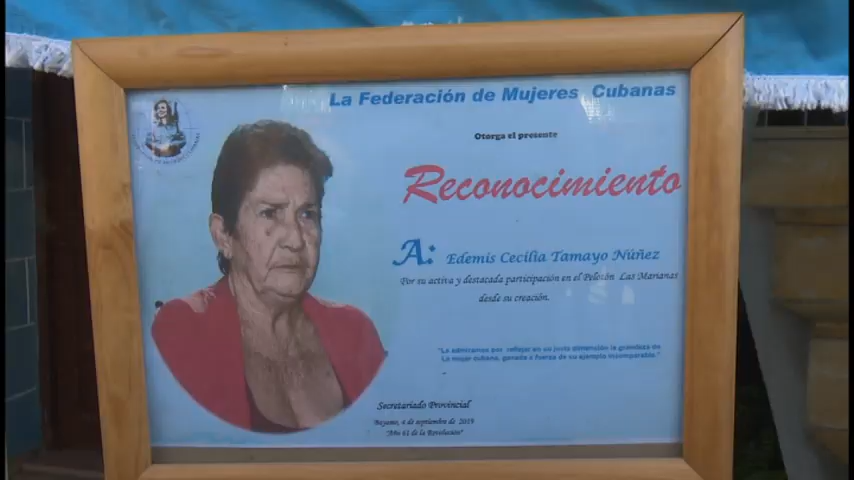 La Federación de Mujeres Cubanas
Otorga el presente
Reconocimiento
A: Edemis Cecilia Tamayo Núñez
Por su activa y destacada participación en el Pelotón Las Marianas
desde su creación.
"La admiramos por reflejar en su justa dimensión la grandeza de
La mujer cubana, ganada a fuerza de su ejemplo incomparable."
Secretariado Provincial
Bayamo, 4 de septiembre de 2019
"Año 61 de la Revolución"